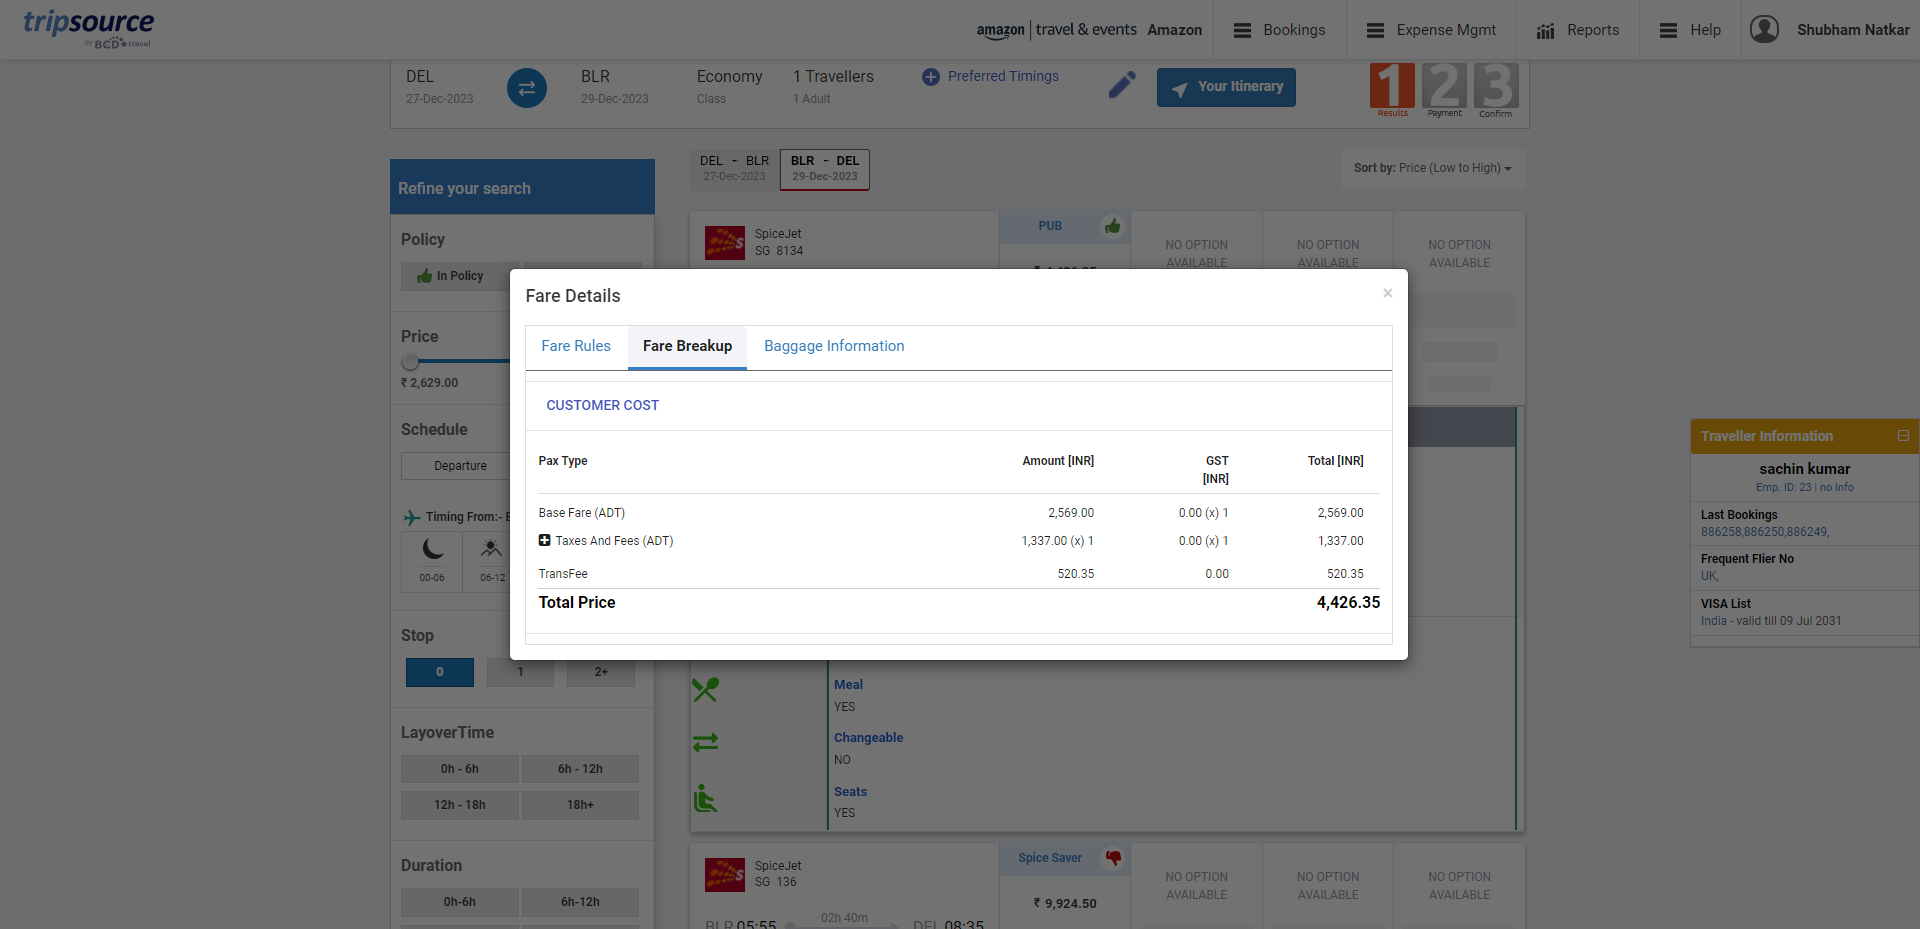 tripsource
by BCD travel
amazon | travel & events Amazon
Bookings
Expense Mgmt
Reports
Help
Shubham Natkar
DEL
27-Dec-2023
BLR
29-Dec-2023
Economy
Class
1 Travellers
1 Adult
Preferred Timings
Your Itinerary
1 2 3
Results Payment Confirm
DEL - BLR
27-Dec-2023
BLR - DEL
29-Dec-2023
Sort by: Price (Low to High)
Refine your search
Policy
In Policy
Price
₹ 2,629.00
Schedule
Departure
Timing From:-
00-06
06-12
Stop
0
1
2+
LayoverTime
0h - 6h
6h - 12h
12h - 18h
18h+
Duration
0h-6h
6h-12h
SpiceJet
SG 8134
PUB
NO OPTION
AVAILABLE
NO OPTION
AVAILABLE
NO OPTION
AVAILABLE
Fare Details
×
Fare Rules
Fare Breakup
Baggage Information
CUSTOMER COST
Pax Type Amount [INR] GST [INR] Total [INR]
Base Fare (ADT) 2,569.00 0.00 (x) 1 2,569.00
Taxes And Fees (ADT) 1,337.00 (x) 1 0.00 (x) 1 1,337.00
TransFee 520.35 0.00 520.35
Total Price 4,426.35
Meal
YES
Changeable
NO
Seats
YES
SpiceJet
SG 136
Spice Saver
₹ 9,924.50
NO OPTION
AVAILABLE
NO OPTION
AVAILABLE
NO OPTION
AVAILABLE
BLR 05:55
02h 40m
DEL 08:35
Traveller Information
sachin kumar
Emp. ID: 23 | no Info
Last Bookings
886258,886250,886249,
Frequent Flier No
UK,
VISA List
India - valid till 09 Jul 2031